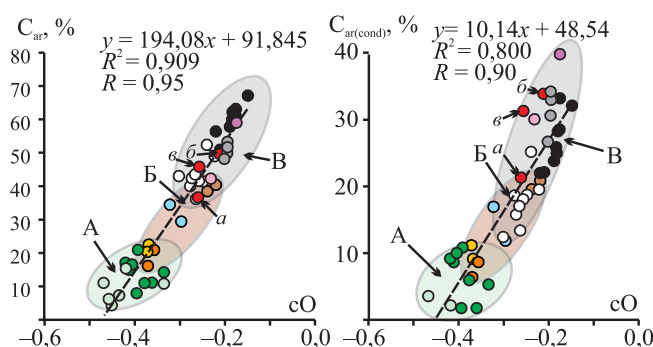 C_ar, %
y = 194,08x + 91,845
R² = 0,909
R = 0,95
80
70
60
50
40
30
20
10
в
б
Б
В
а
А
cO
–0,6
–0,4
–0,2
0,0
C_ar(cond), %
y = 10,14x + 48,54
R² = 0,800
R = 0,90
40
30
20
10
б
в
а
Б
В
А
cO
–0,6
–0,4
–0,2
0,0